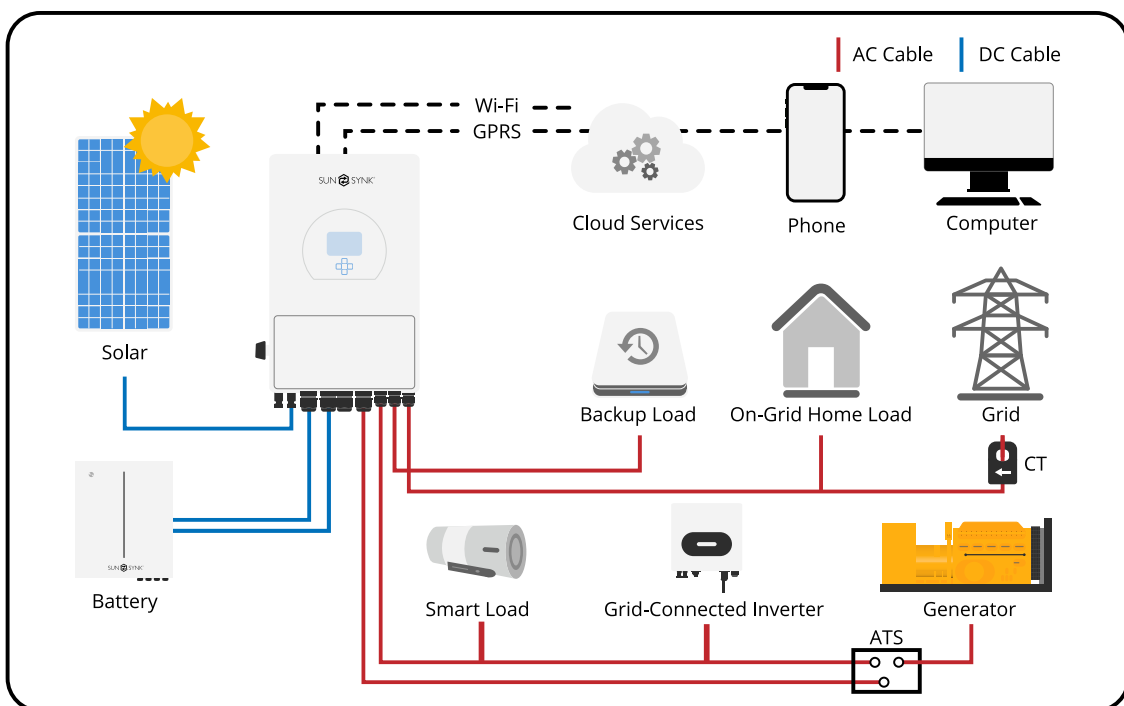 AC Cable
DC Cable
Wi-Fi
GPRS
SUN SYNK
Cloud Services
Phone
Computer
Solar
Backup Load
On-Grid Home Load
Grid
CT
SUN SYNK
Battery
Smart Load
Grid-Connected Inverter
Generator
ATS